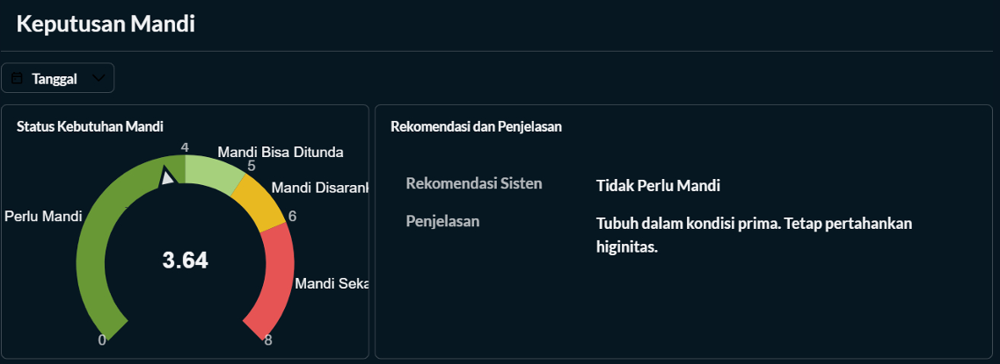 Keputusan Mandi
Tanggal
Status Kebutuhan Mandi
4
Mandi Bisa Ditunda
5
Mandi Disarank
Perlu Mandi
6
3.64
Mandi Seka
0
8
Rekomendasi dan Penjelasan
Rekomendasi Sisten
Tidak Perlu Mandi
Penjelasan
Tubuh dalam kondisi prima. Tetap pertahankan
higinitas.